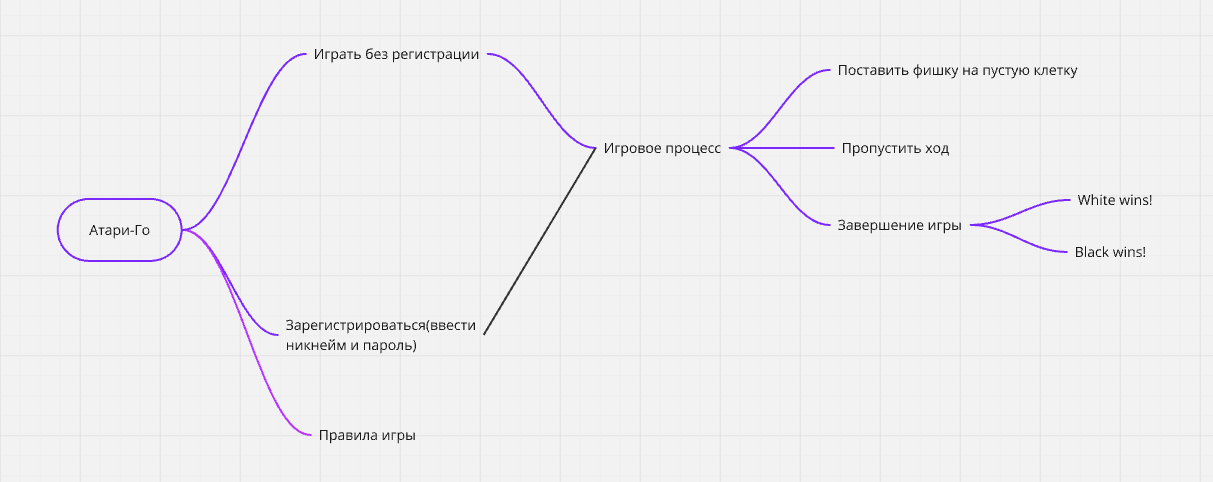 Играть без регистрации
Поставить фишку на пустую клетку
Игровое процесс
Пропустить ход
White wins!
Завершение игры
Атари-Го
Black wins!
Зарегистрироваться(ввести
никнейм и пароль)
Правила игры